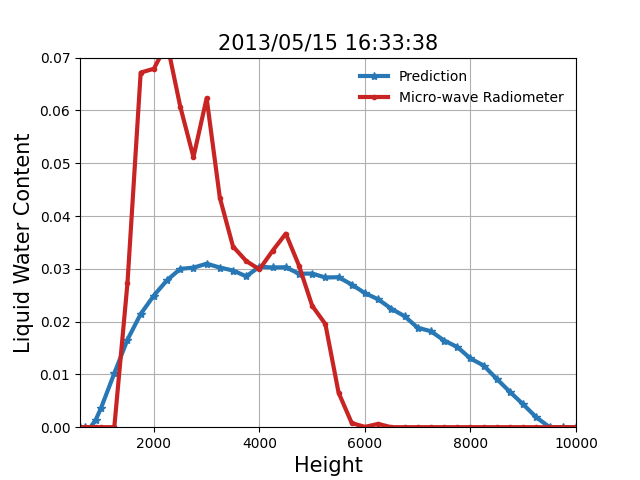 2013/05/15 16:33:38
Liquid Water Content
0.07
0.06
0.05
0.04
0.03
0.02
0.01
0.00
Prediction
Micro-wave Radiometer
2000 4000 6000 8000 10000
Height